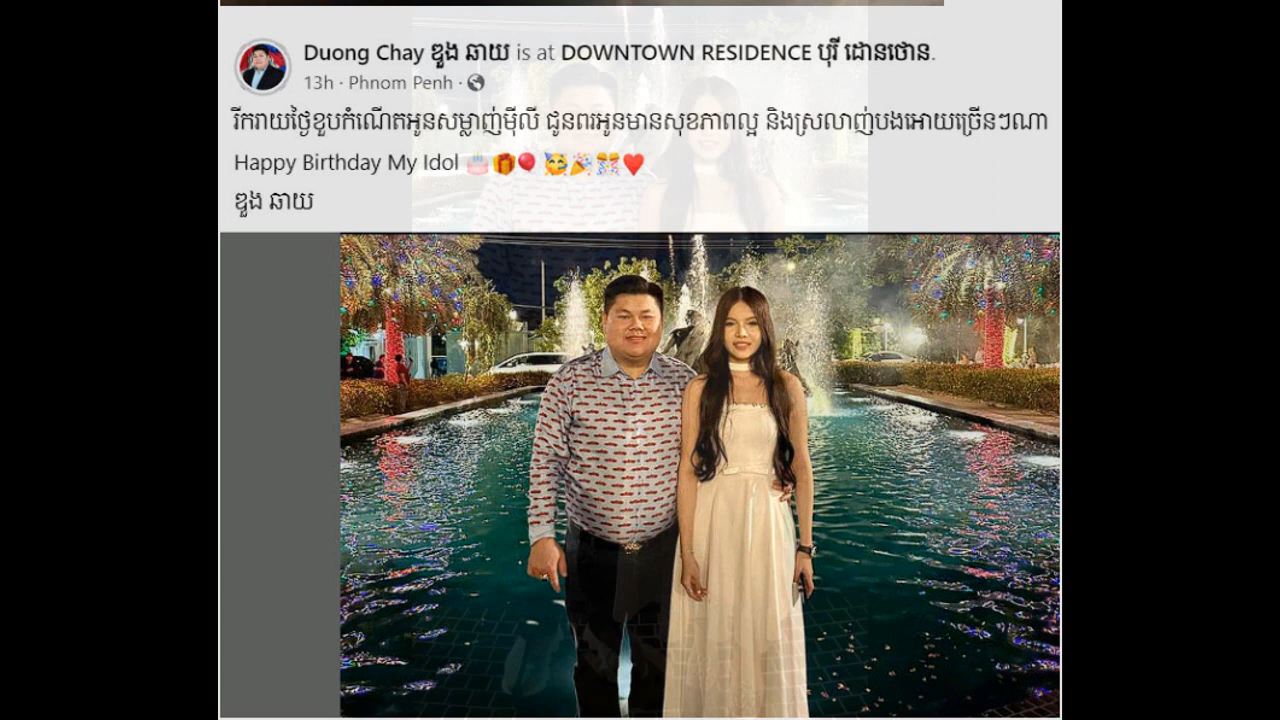 Duong Chay ឌួង ឆាយ is at DOWNTOWN RESIDENCE បុរី ដោនថោន.
13h · Phnom Penh ·
រីករាយថ្ងៃខួបកំណើតអូនសម្លាញ់ម៉ីលី ជូនពរអូនមានសុខភាពល្អ និងស្រលាញ់បងអោយច្រើនៗណា
Happy Birthday My Idol 🎂🎁🎈 🥳🎉🎊❤️
ឌួង ឆាយ